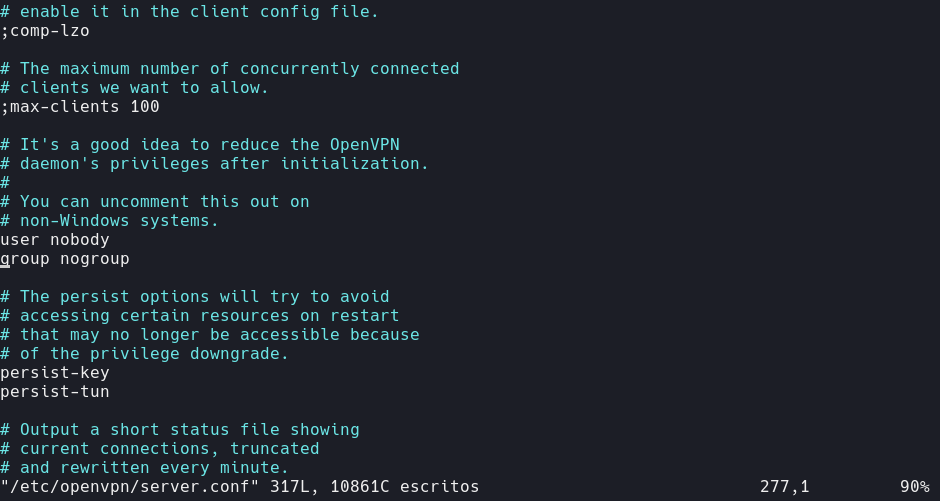 # enable it in the client config file.
;comp-lzo
# The maximum number of concurrently connected
# clients we want to allow.
;max-clients 100
# It's a good idea to reduce the OpenVPN
# daemon's privileges after initialization.
#
# You can uncomment this out on
# non-Windows systems.
user nobody
group nogroup
# The persist options will try to avoid
# accessing certain resources on restart
# that may no longer be accessible because
# of the privilege downgrade.
persist-key
persist-tun
# Output a short status file showing
# current connections, truncated
# and rewritten every minute.
"/etc/openvpn/server.conf" 317L, 10861C escritos 277,1 90%